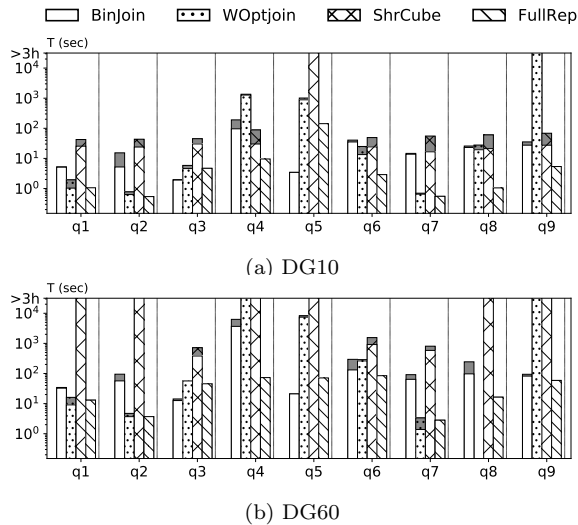 BinJoin WOptjoin ShrCube FullRep
T (sec)
>3h
10^4
10^3
10^2
10^1
10^0
q1 q2 q3 q4 q5 q6 q7 q8 q9
(a) DG10
T (sec)
>3h
10^4
10^3
10^2
10^1
10^0
q1 q2 q3 q4 q5 q6 q7 q8 q9
(b) DG60